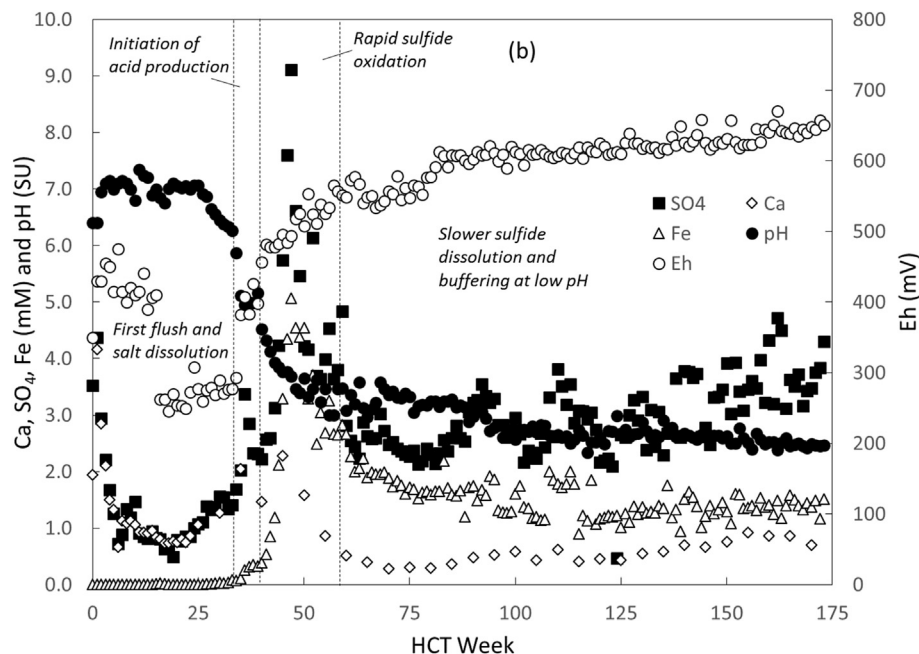 10.0
9.0
8.0
7.0
6.0
5.0
4.0
3.0
2.0
1.0
0.0
Ca, SO₄, Fe (mM) and pH (SU)
Initiation of
acid production
Rapid sulfide
oxidation
(b)
First flush and
salt dissolution
Slower sulfide
dissolution and
buffering at low pH
SO4 Ca
Fe pH
Eh
800
700
600
500
400
300
200
100
0
Eh (mV)
0 25 50 75 100 125 150 175
HCT Week